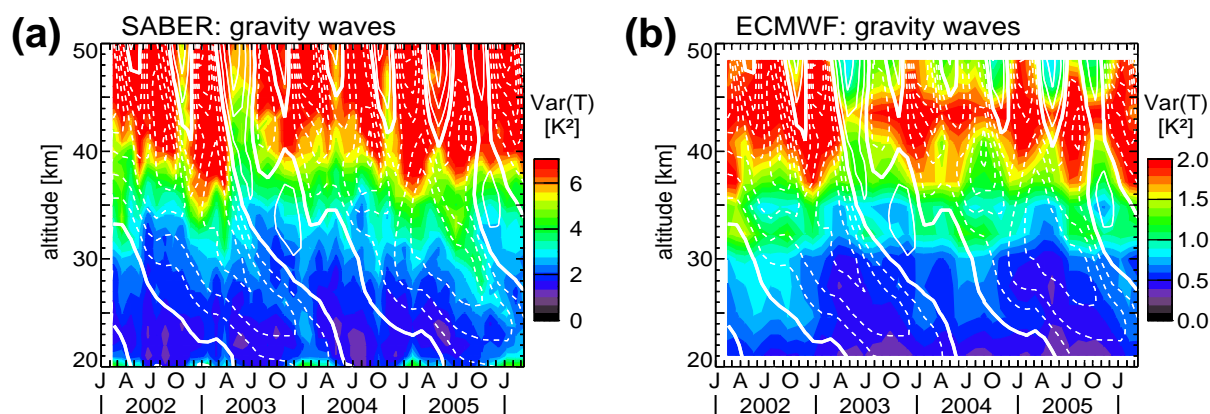 (a) SABER: gravity waves
50
40
30
20
altitude [km]
J A J O J A J O J A J O J A J O J
| 2002 | 2003 | 2004 | 2005 |
Var(T)
[K²]
6
4
2
0
(b) ECMWF: gravity waves
50
40
30
20
altitude [km]
J A J O J A J O J A J O J A J O J
| 2002 | 2003 | 2004 | 2005 |
Var(T)
[K²]
2.0
1.5
1.0
0.5
0.0